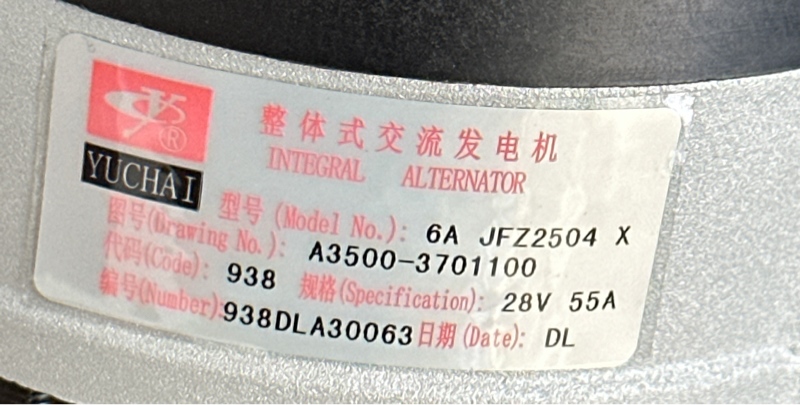 YUCHAI
整体式交流发电机
INTEGRAL ALTERNATOR
型号(Model No.): 6A JFZ2504 X
图号(Drawing No.): A3500-3701100
代码(Code): 938 规格(Specification): 28V 55A
编号(Number): 938DLA30063 日期(Date): DL